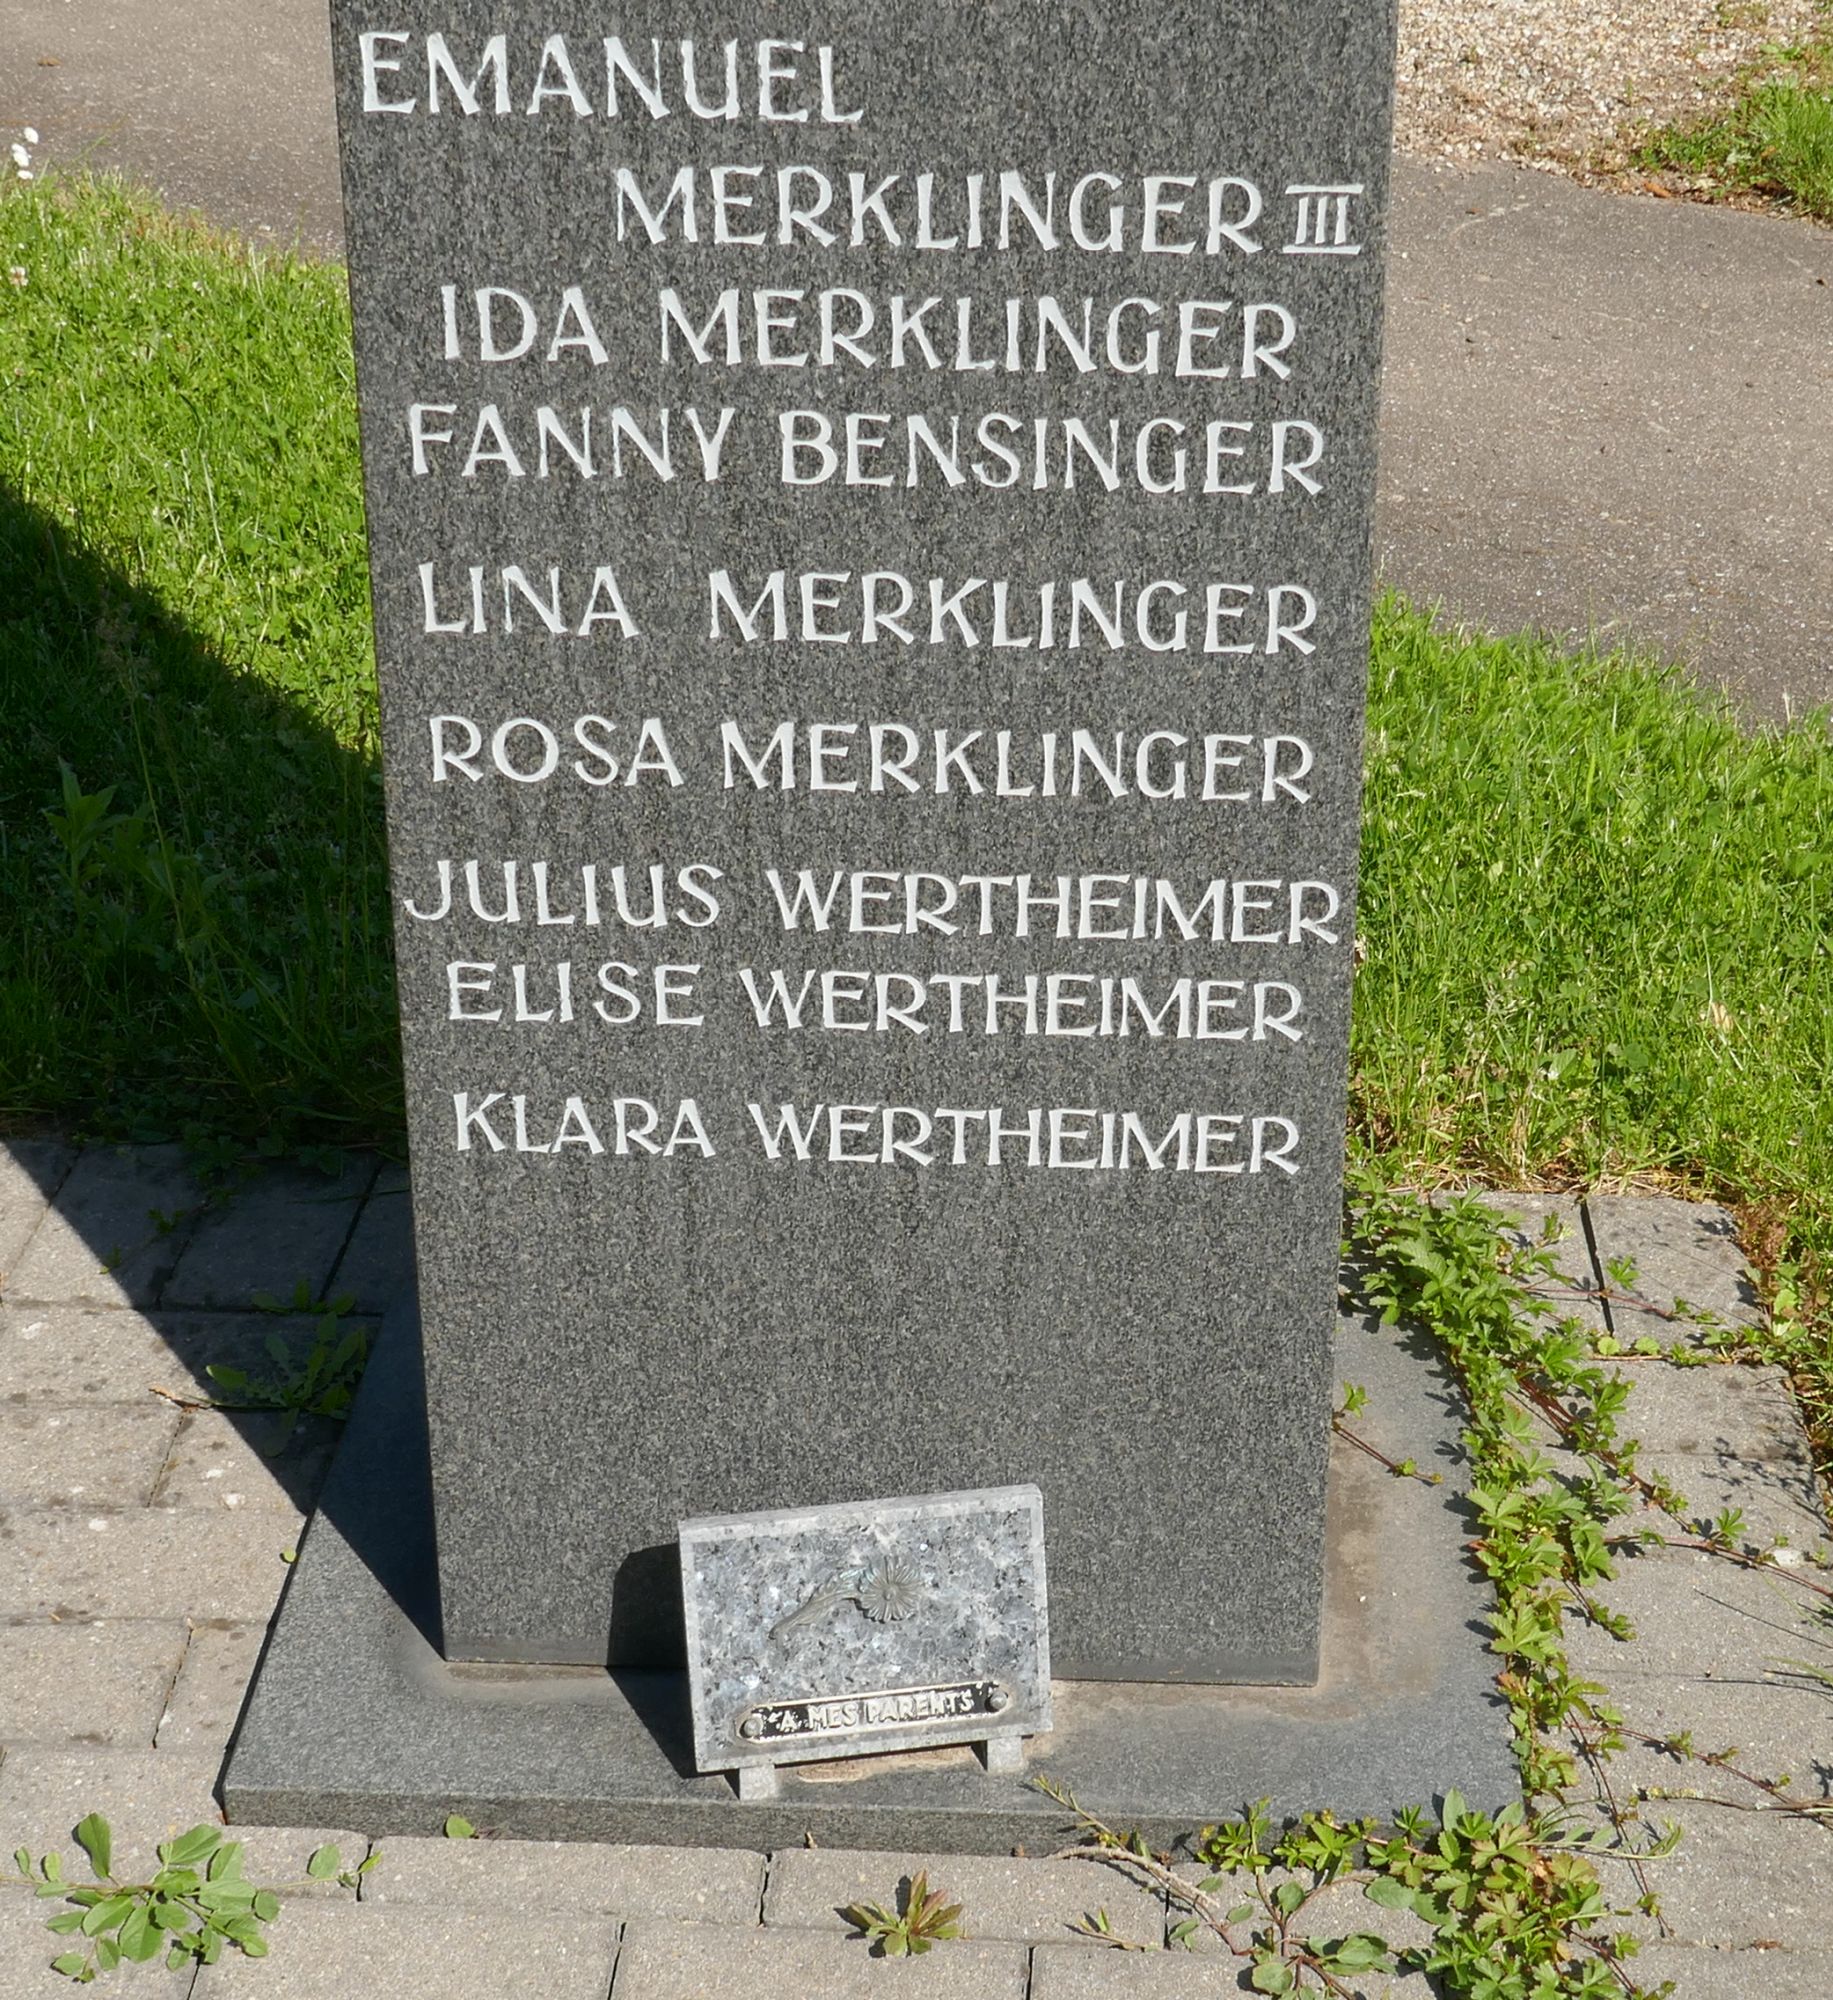 EMANUEL
MERKLINGER III
IDA MERKLINGER
FANNY BENSINGER
LINA MERKLINGER
ROSA MERKLINGER
JULIUS WERTHEIMER
ELISE WERTHEIMER
KLARA WERTHEIMER
A MES PARENTS